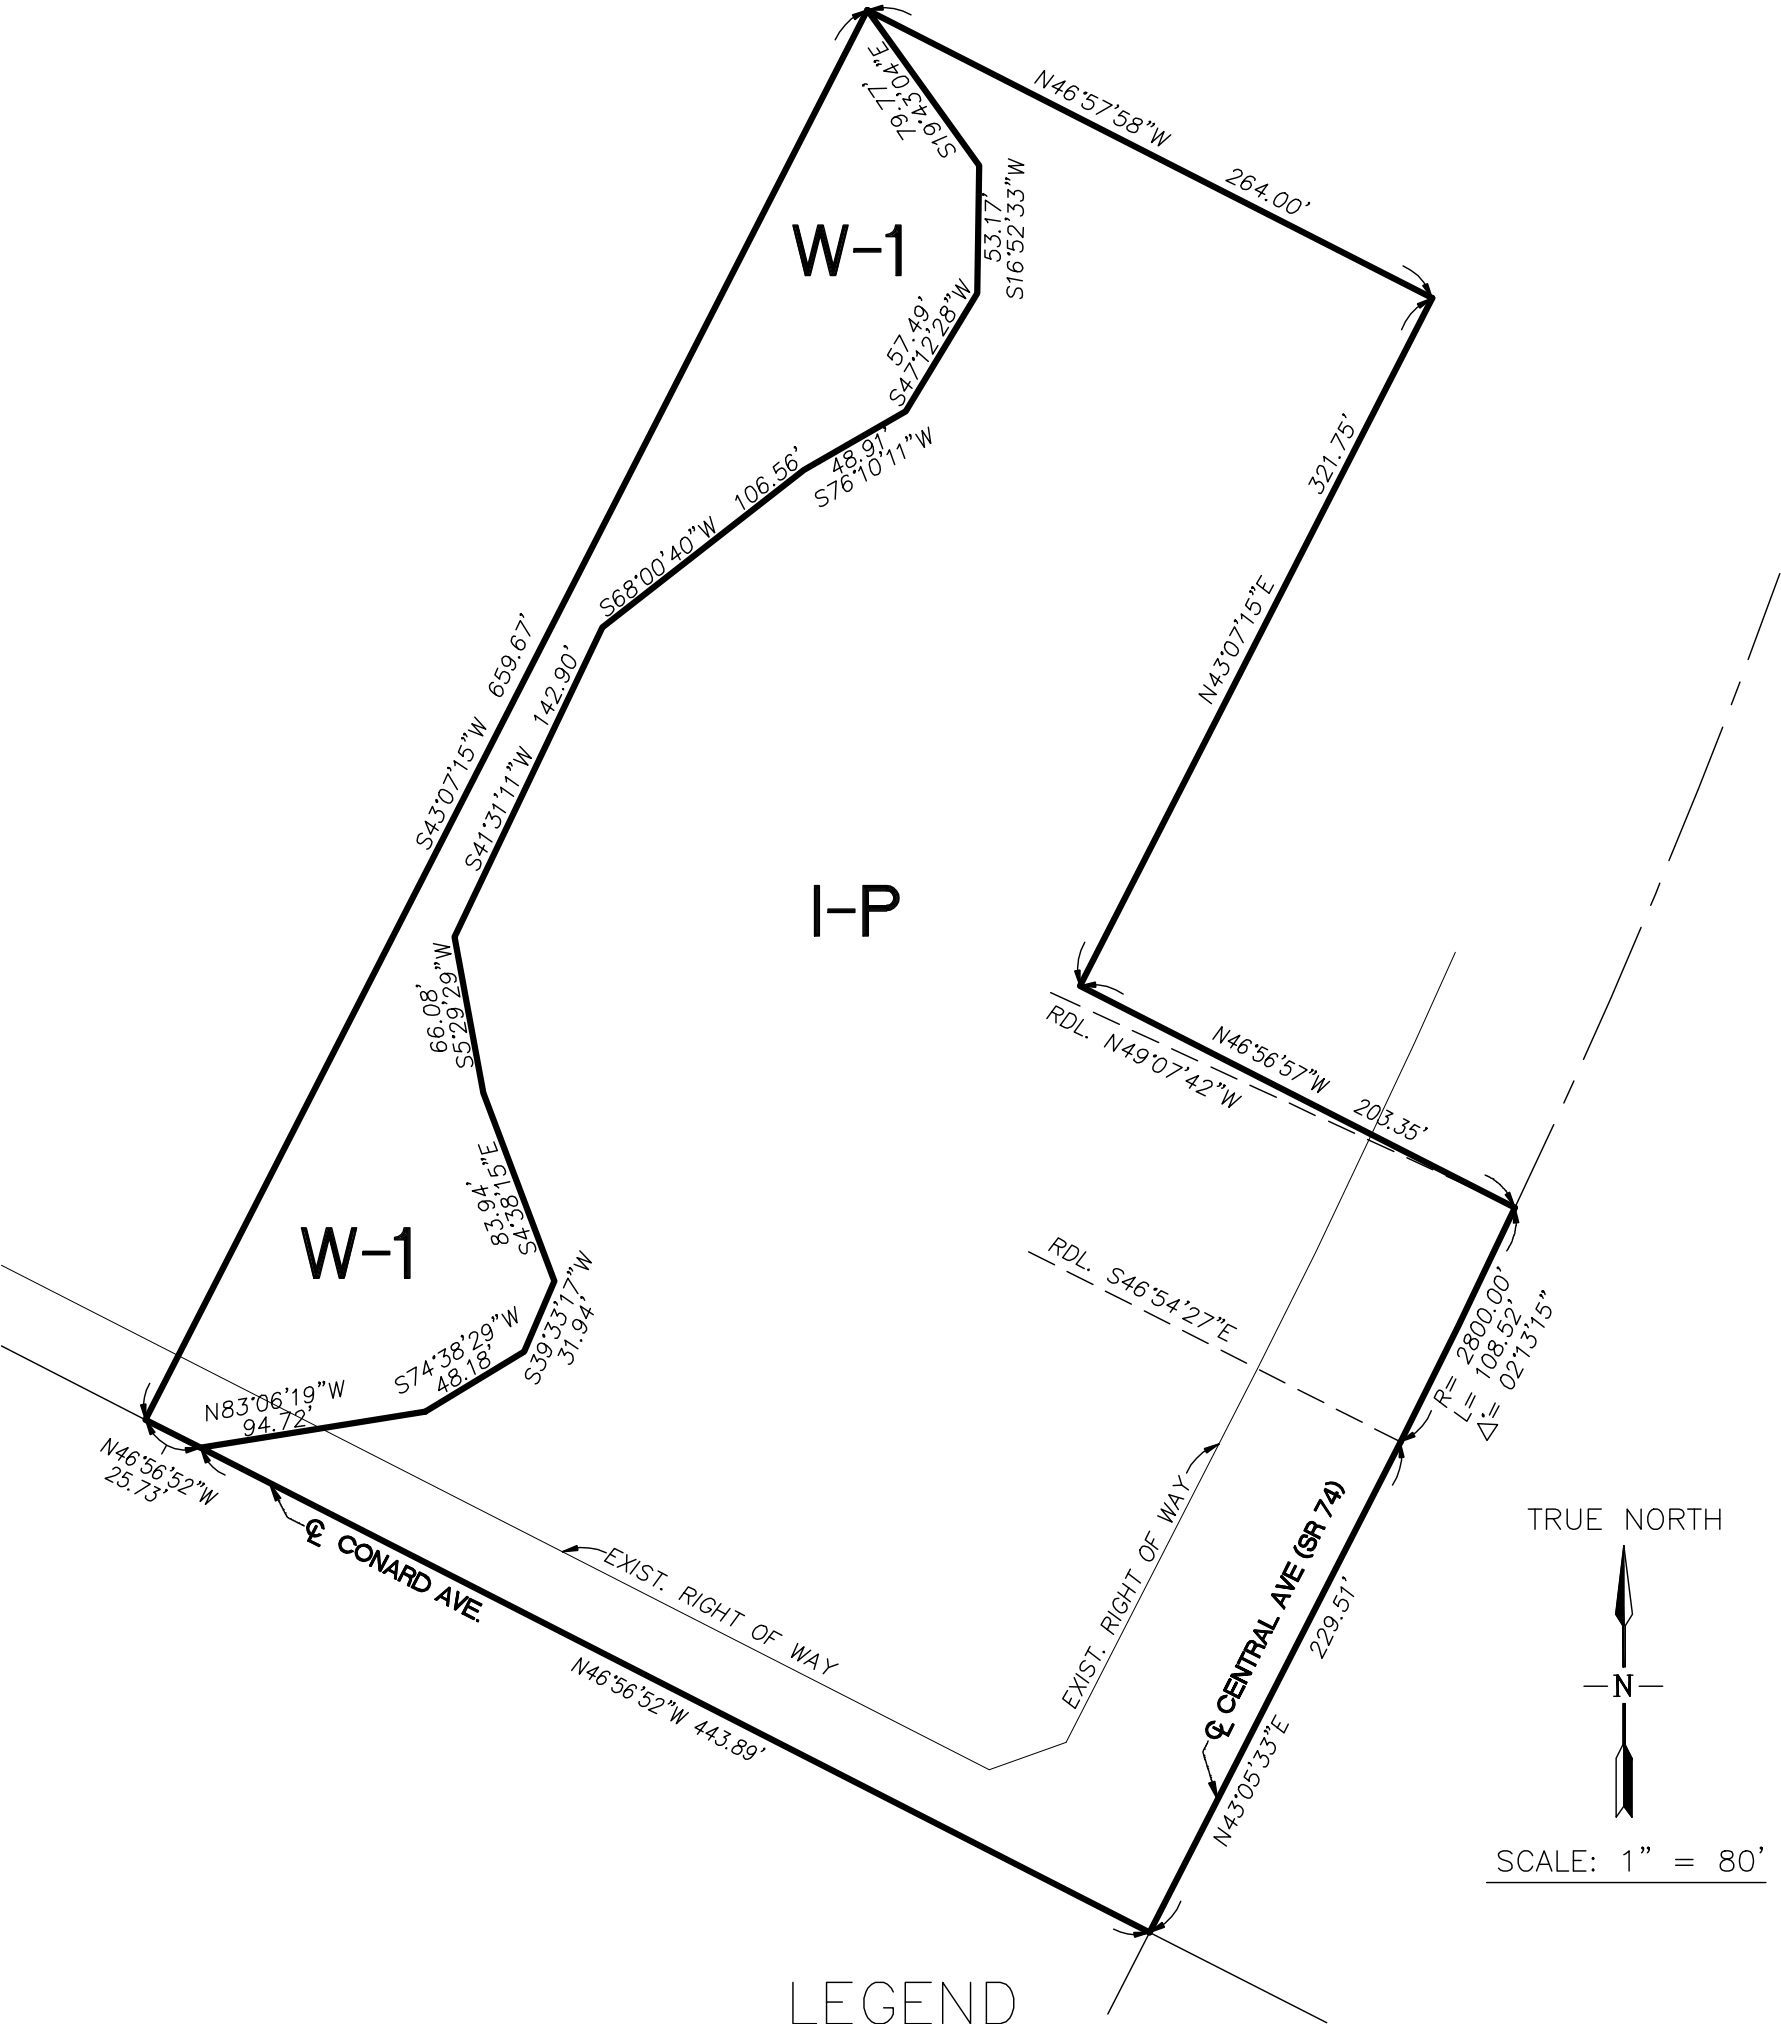 N46°57'58"W
264.00'
S19°43'04"E
79.77'
W-1
53.17'
S16°52'33"W
57.49'
S47°12'28"W
48.91'
S76°10'11"W
106.56'
S68°00'40"W
321.75'
N43°07'15"E
659.67'
S43°07'15"W
142.90'
S41°31'11"W
I-P
66.08'
S5°29'29"W
RDL. N49°07'42"W
N46°56'57"W
203.35'
83.94'
S4°38'15"E
W-1
RDL. S46°54'27"E
R= 2800.00'
L= 108.52'
Δ= 02°13'15"
S39°33'17"W
31.94'
S74°38'29"W
48.18'
N83°06'19"W
94.72'
N46°56'52"W
25.73'
℄ CONARD AVE.
EXIST. RIGHT OF WAY
EXIST. RIGHT OF WAY
℄ CENTRAL AVE (SR 74)
229.51'
N43°05'33"E
N46°56'52"W 443.89'
TRUE NORTH
N
SCALE: 1" = 80'
LEGEND